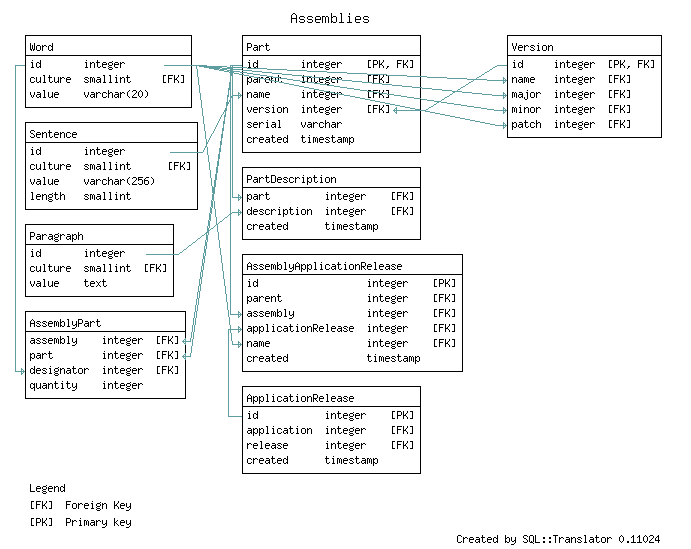 Assemblies
Word
id integer
culture smallint [FK]
value varchar(20)
Sentence
id integer
culture smallint [FK]
value varchar(256)
length smallint
Paragraph
id integer
culture smallint [FK]
value text
AssemblyPart
assembly integer [FK]
part integer [FK]
designator integer [FK]
quantity integer
Part
id integer [PK, FK]
parent integer [FK]
name integer [FK]
version integer [FK]
serial varchar
created timestamp
PartDescription
part integer [FK]
description integer [FK]
created timestamp
AssemblyApplicationRelease
id integer [PK]
parent integer [FK]
assembly integer [FK]
applicationRelease integer [FK]
name integer [FK]
created timestamp
ApplicationRelease
id integer [PK]
application integer [FK]
release integer [FK]
created timestamp
Version
id integer [PK, FK]
name integer [FK]
major integer [FK]
minor integer [FK]
patch integer [FK]
Legend
[FK] Foreign Key
[PK] Primary key
Created by SQL::Translator 0.11024